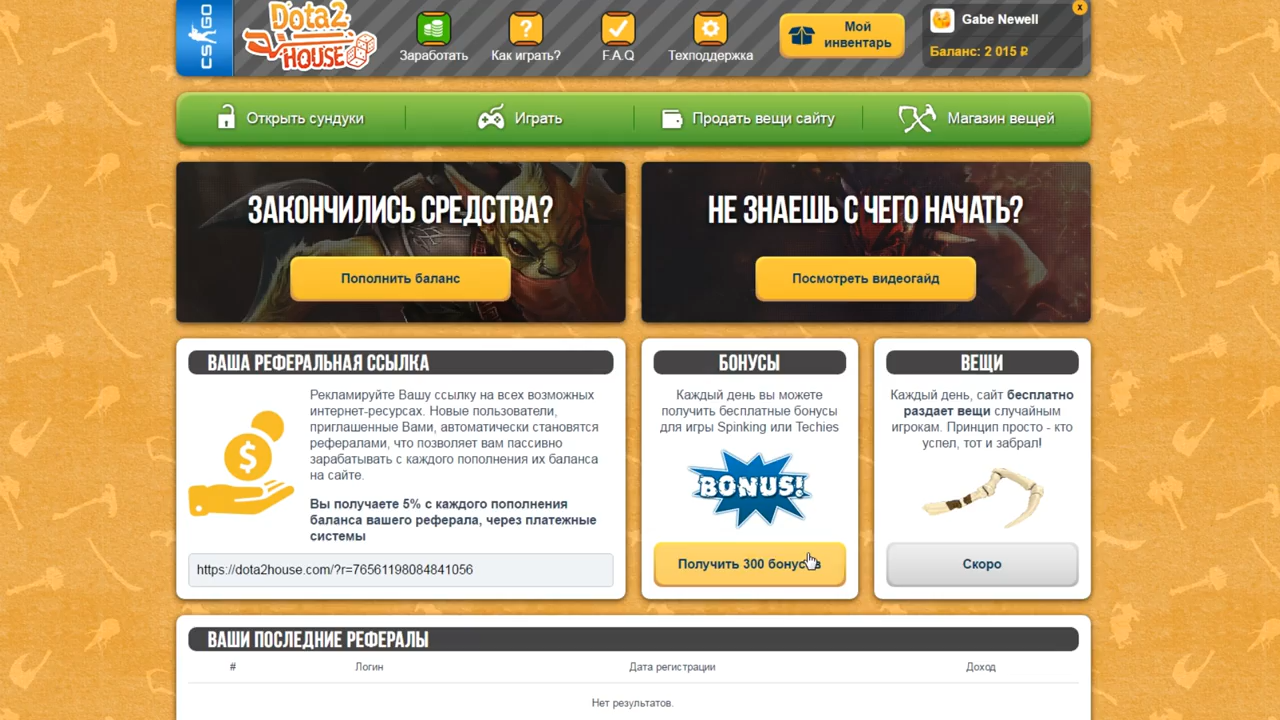 CS GO
Dota2
HOUSE
Заработать
Как играть?
F.A.Q
Техподдержка
Мой
инвентарь
Gabe Newell
Баланс: 2 015 ₽
x
Открыть сундуки
Играть
Продать вещи сайту
Магазин вещей
ЗАКОНЧИЛИСЬ СРЕДСТВА?
Пополнить баланс
НЕ ЗНАЕШЬ С ЧЕГО НАЧАТЬ?
Посмотреть видеогайд
ВАША РЕФЕРАЛЬНАЯ ССЫЛКА
Рекламируйте Вашу ссылку на всех возможных
интернет-ресурсах. Новые пользователи,
приглашенные Вами, автоматически становятся
рефералами, что позволяет вам пассивно
зарабатывать с каждого пополнения их баланса
на сайте.
Вы получаете 5% с каждого пополнения
баланса вашего реферала, через платежные
системы
https://dota2house.com/?r=76561198084841056
БОНУСЫ
Каждый день вы можете
получить бесплатные бонусы
для игры Spinking или Techies
BONUS!
Получить 300 бонусов
ВЕЩИ
Каждый день, сайт бесплатно
раздает вещи случайным
игрокам. Принцип просто - кто
успел, тот и забрал!
Скоро
ВАШИ ПОСЛЕДНИЕ РЕФЕРАЛЫ
# Логин Дата регистрации Доход
Нет результатов.